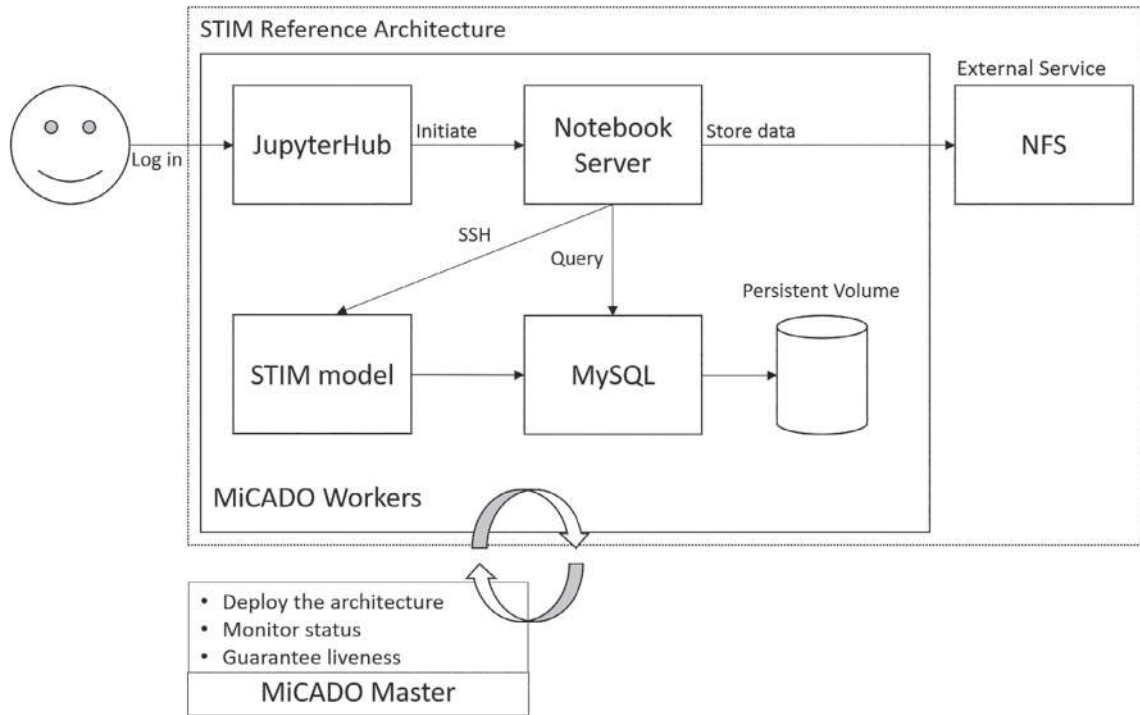 STIM Reference Architecture
External Service
JupyterHub
Initiate
Notebook
Server
Store data
NFS
Log in
SSH
Query
Persistent Volume
STIM model
MySQL
MiCADO Workers
• Deploy the architecture
• Monitor status
• Guarantee liveness
MiCADO Master